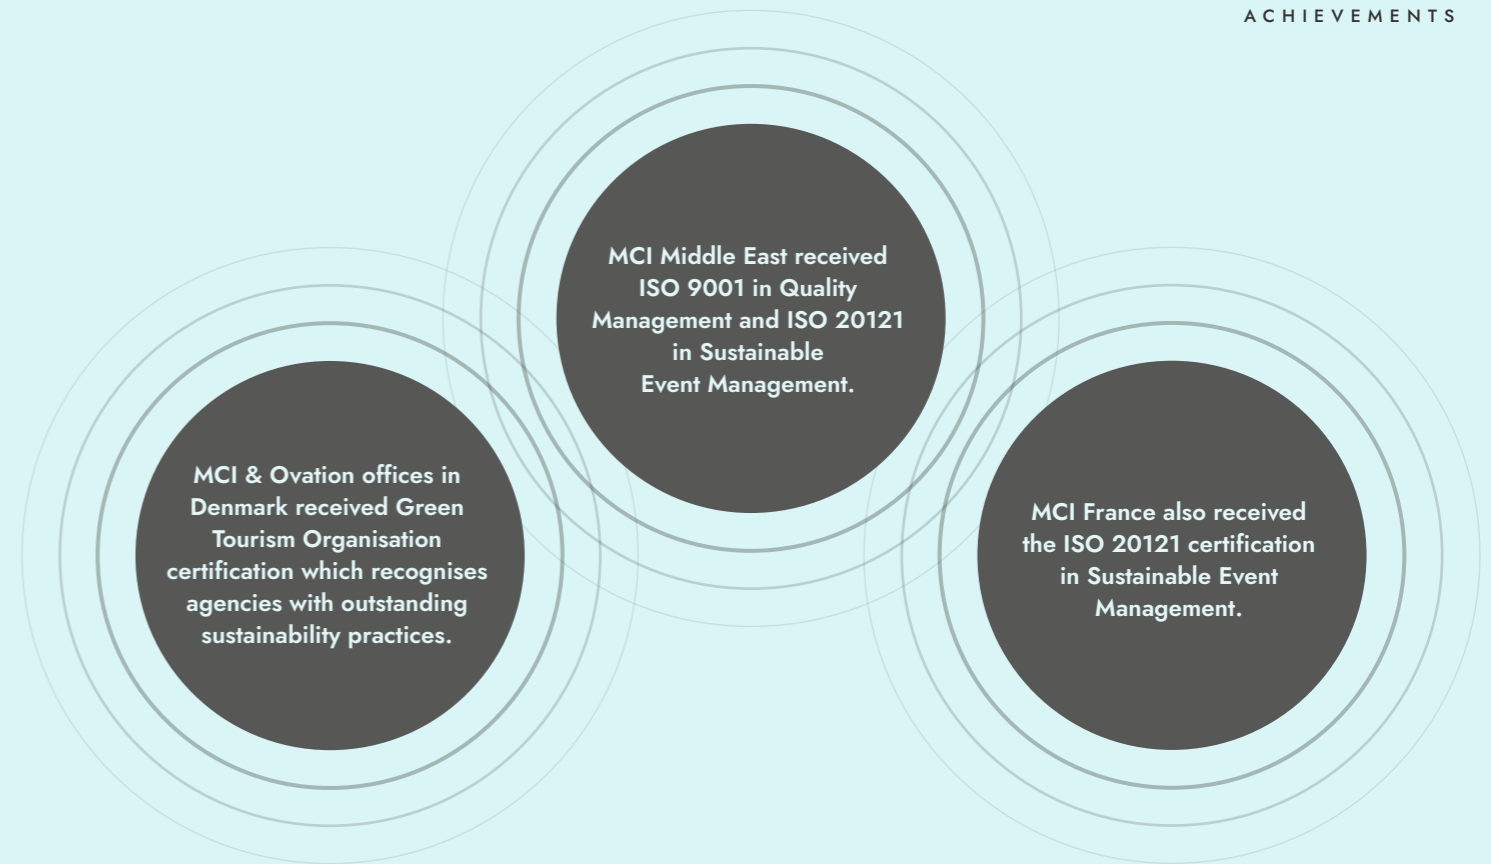 ACHIEVEMENTS
MCI Middle East received
ISO 9001 in Quality
Management and ISO 20121
in Sustainable
Event Management.
MCI & Ovation offices in
Denmark received Green
Tourism Organisation
certification which recognises
agencies with outstanding
sustainability practices.
MCI France also received
the ISO 20121 certification
in Sustainable Event
Management.